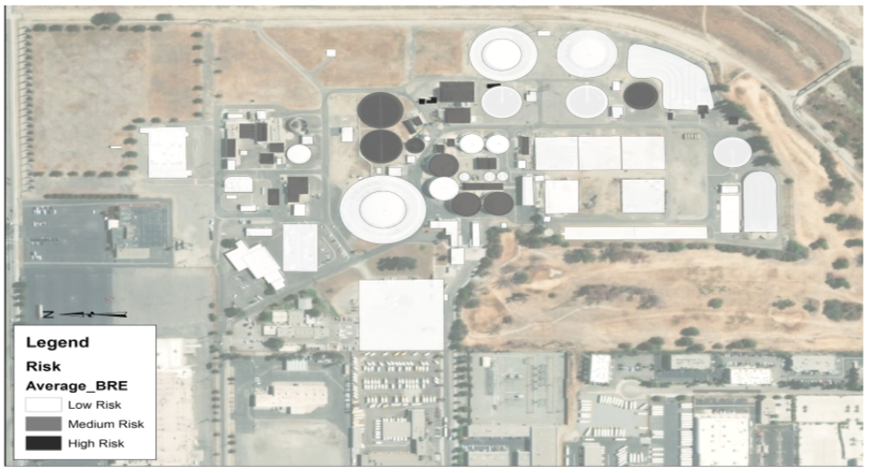 N
Legend
Risk
Average_BRE
Low Risk
Medium Risk
High Risk